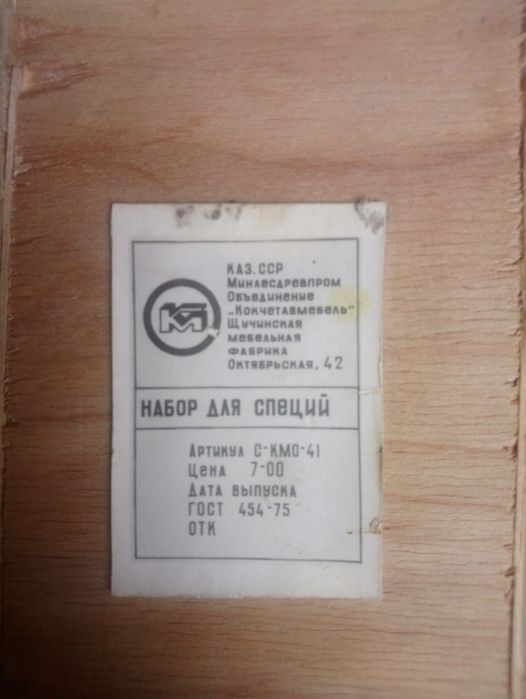 КАЗ. ССР
Минлесдревпром
Объединение
„Кокчетавмебель"
Щучинская
мебельная
фабрика
Октябрьская, 42
КМ
НАБОР ДЛЯ СПЕЦИЙ
Артикул С-КМО-41
Цена 7-00
Дата выпуска
ГОСТ 454-75
ОТК